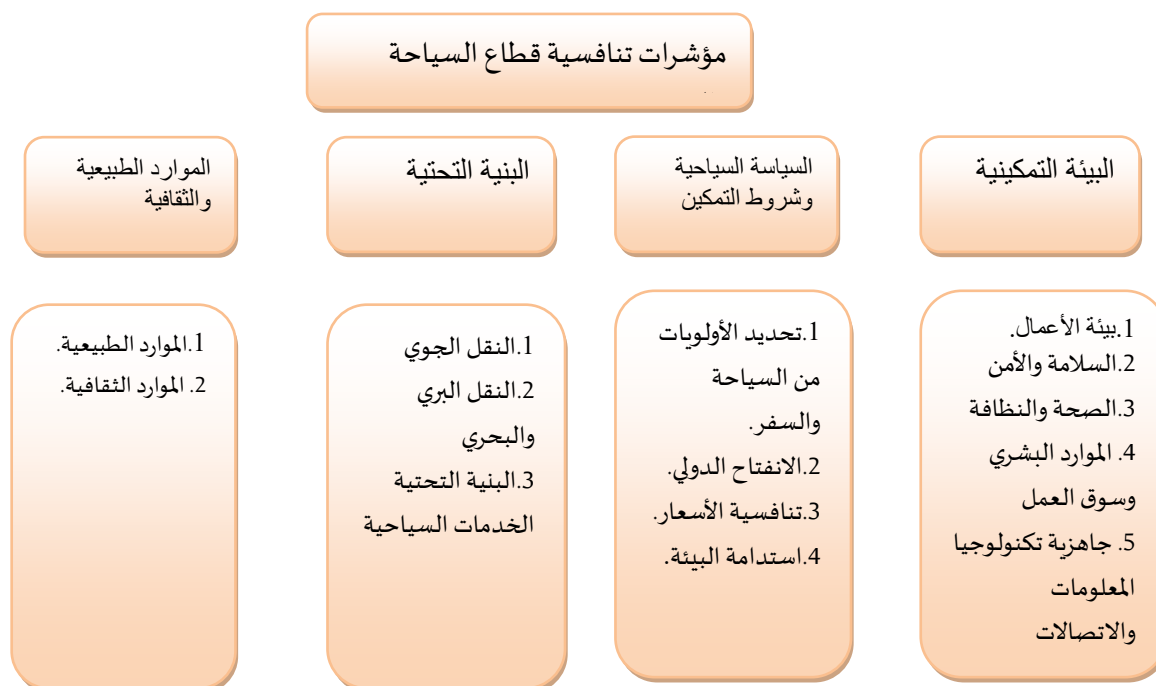 مؤشرات تنافسية قطاع السياحة
البيئة التمكينية
السياسة السياحية
وشروط التمكين
البنية التحتية
الموارد الطبيعية
والثقافية
1.بيئة الأعمال.
2.السلامة والأمن
3.الصحة والنظافة
4. الموارد البشري
وسوق العمل
5. جاهزية تكنولوجيا
المعلومات
والاتصالات
1.تحديد الأولويات
من السياحة
والسفر.
2.الانفتاح الدولي.
3.تنافسية الأسعار.
4.استدامة البيئة.
1.النقل الجوي
2.النقل البري
والبحري
3.البنية التحتية
الخدمات السياحية
1.الموارد الطبيعية.
2. الموارد الثقافية.